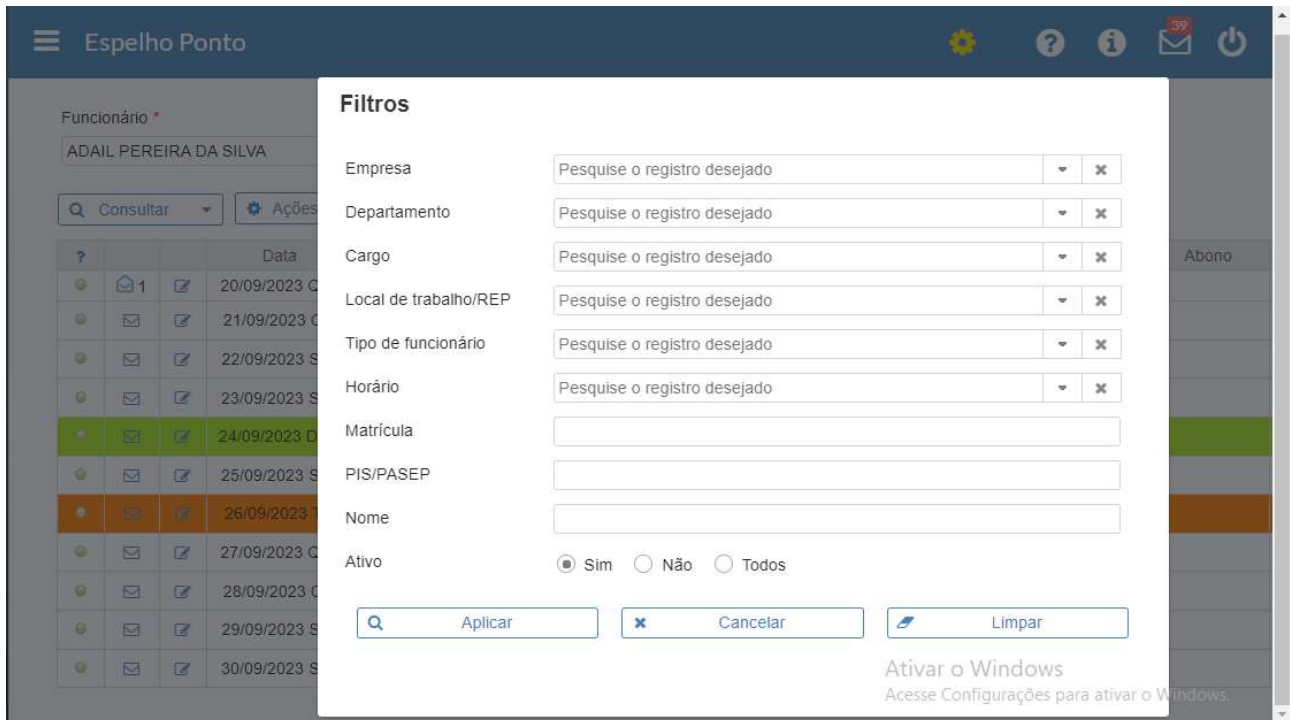 Espelho Ponto
39
Funcionário *
ADAIL PEREIRA DA SILVA
Consultar
Ações
? Data Abono
1 20/09/2023 Q
21/09/2023 Q
22/09/2023 S
23/09/2023 S
24/09/2023 D
25/09/2023 S
26/09/2023 T
27/09/2023 Q
28/09/2023 Q
29/09/2023 S
30/09/2023 S
Filtros
Empresa Pesquise o registro desejado
Departamento Pesquise o registro desejado
Cargo Pesquise o registro desejado
Local de trabalho/REP Pesquise o registro desejado
Tipo de funcionário Pesquise o registro desejado
Horário Pesquise o registro desejado
Matrícula
PIS/PASEP
Nome
Ativo Sim Não Todos
Aplicar Cancelar Limpar
Ativar o Windows
Acesse Configurações para ativar o Windows.